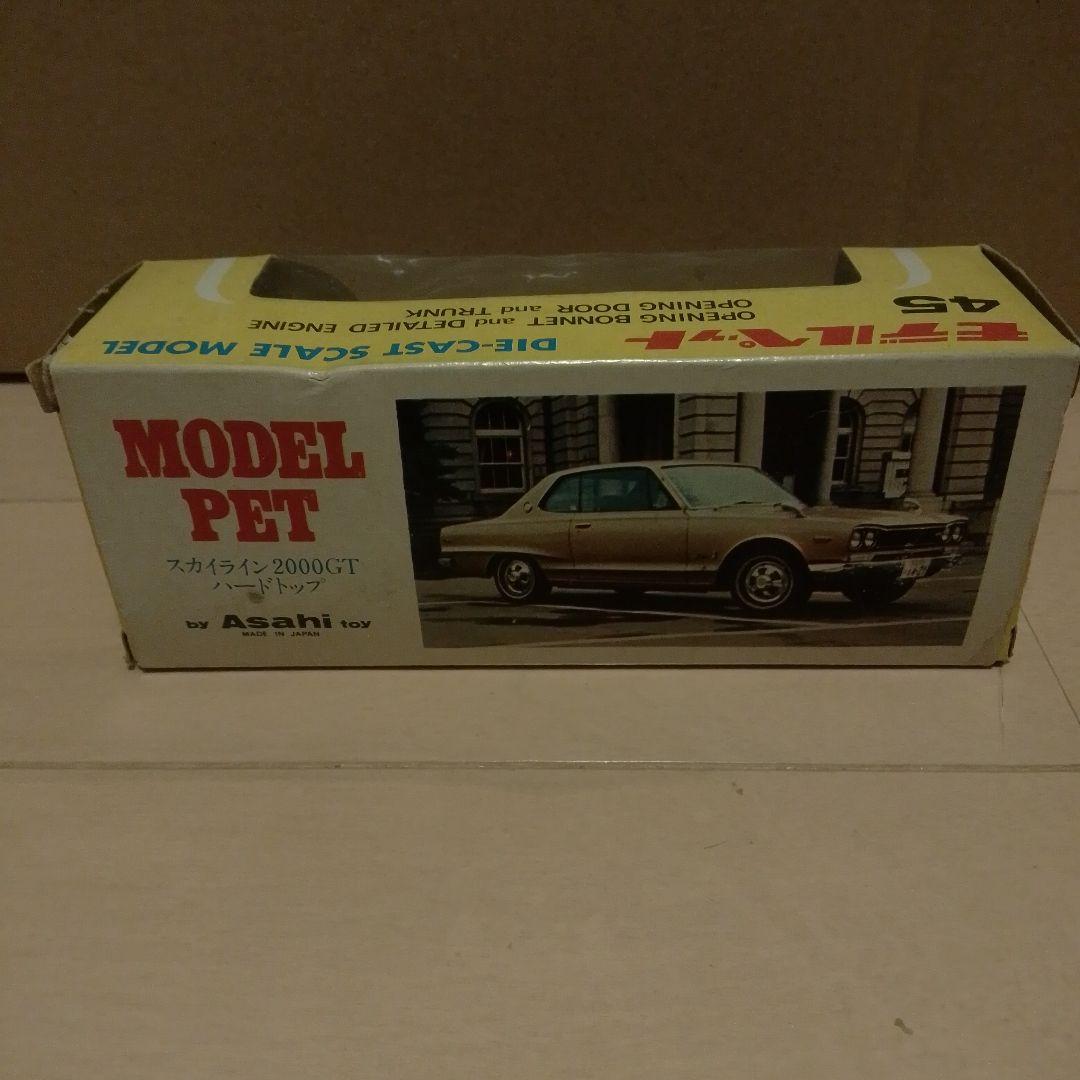 45
モデルペット
OPENING BONNET and DETAILED ENGINE
OPENING DOOR and TRUNK
DIE-CAST SCALE MODEL
MODEL
PET
スカイライン2000GT
ハードトップ
by Asahi toy
MADE IN JAPAN